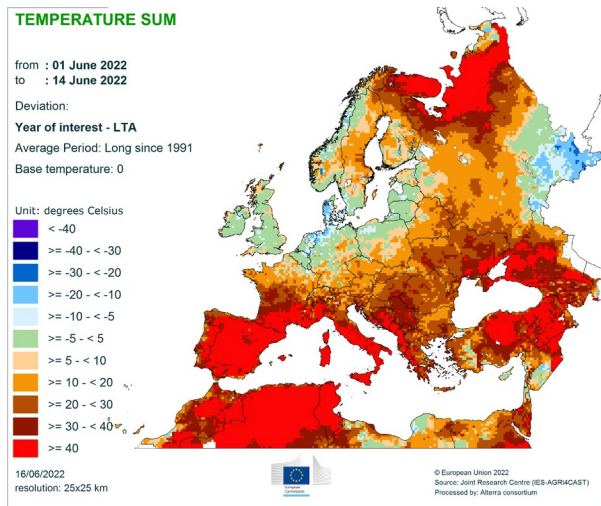 TEMPERATURE SUM
from : 01 June 2022
to : 14 June 2022
Deviation:
Year of interest - LTA
Average Period: Long since 1991
Base temperature: 0
Unit: degrees Celsius
< -40
>= -40 - < -30
>= -30 - < -20
>= -20 - < -10
>= -10 - < -5
>= -5 - < 5
>= 5 - < 10
>= 10 - < 20
>= 20 - < 30
>= 30 - < 40
>= 40
16/06/2022
resolution: 25x25 km
European
Commission
© European Union 2022
Source: Joint Research Centre (IES-AGRI4CAST)
Processed by: Alterra consortium